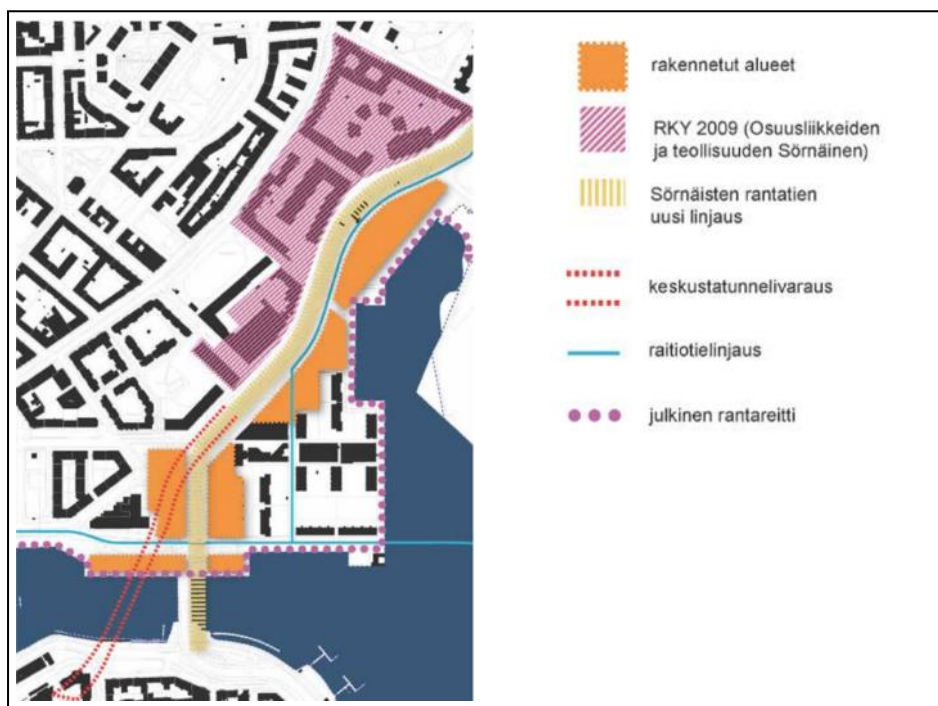 rakennetut alueet
RKY 2009 (Osuusliikkeiden
ja teollisuuden Sörnäinen)
Sörnäisten rantatien
uusi linjaus
keskustatunnelivaraus
raitiotielinjaus
julkinen rantareitti